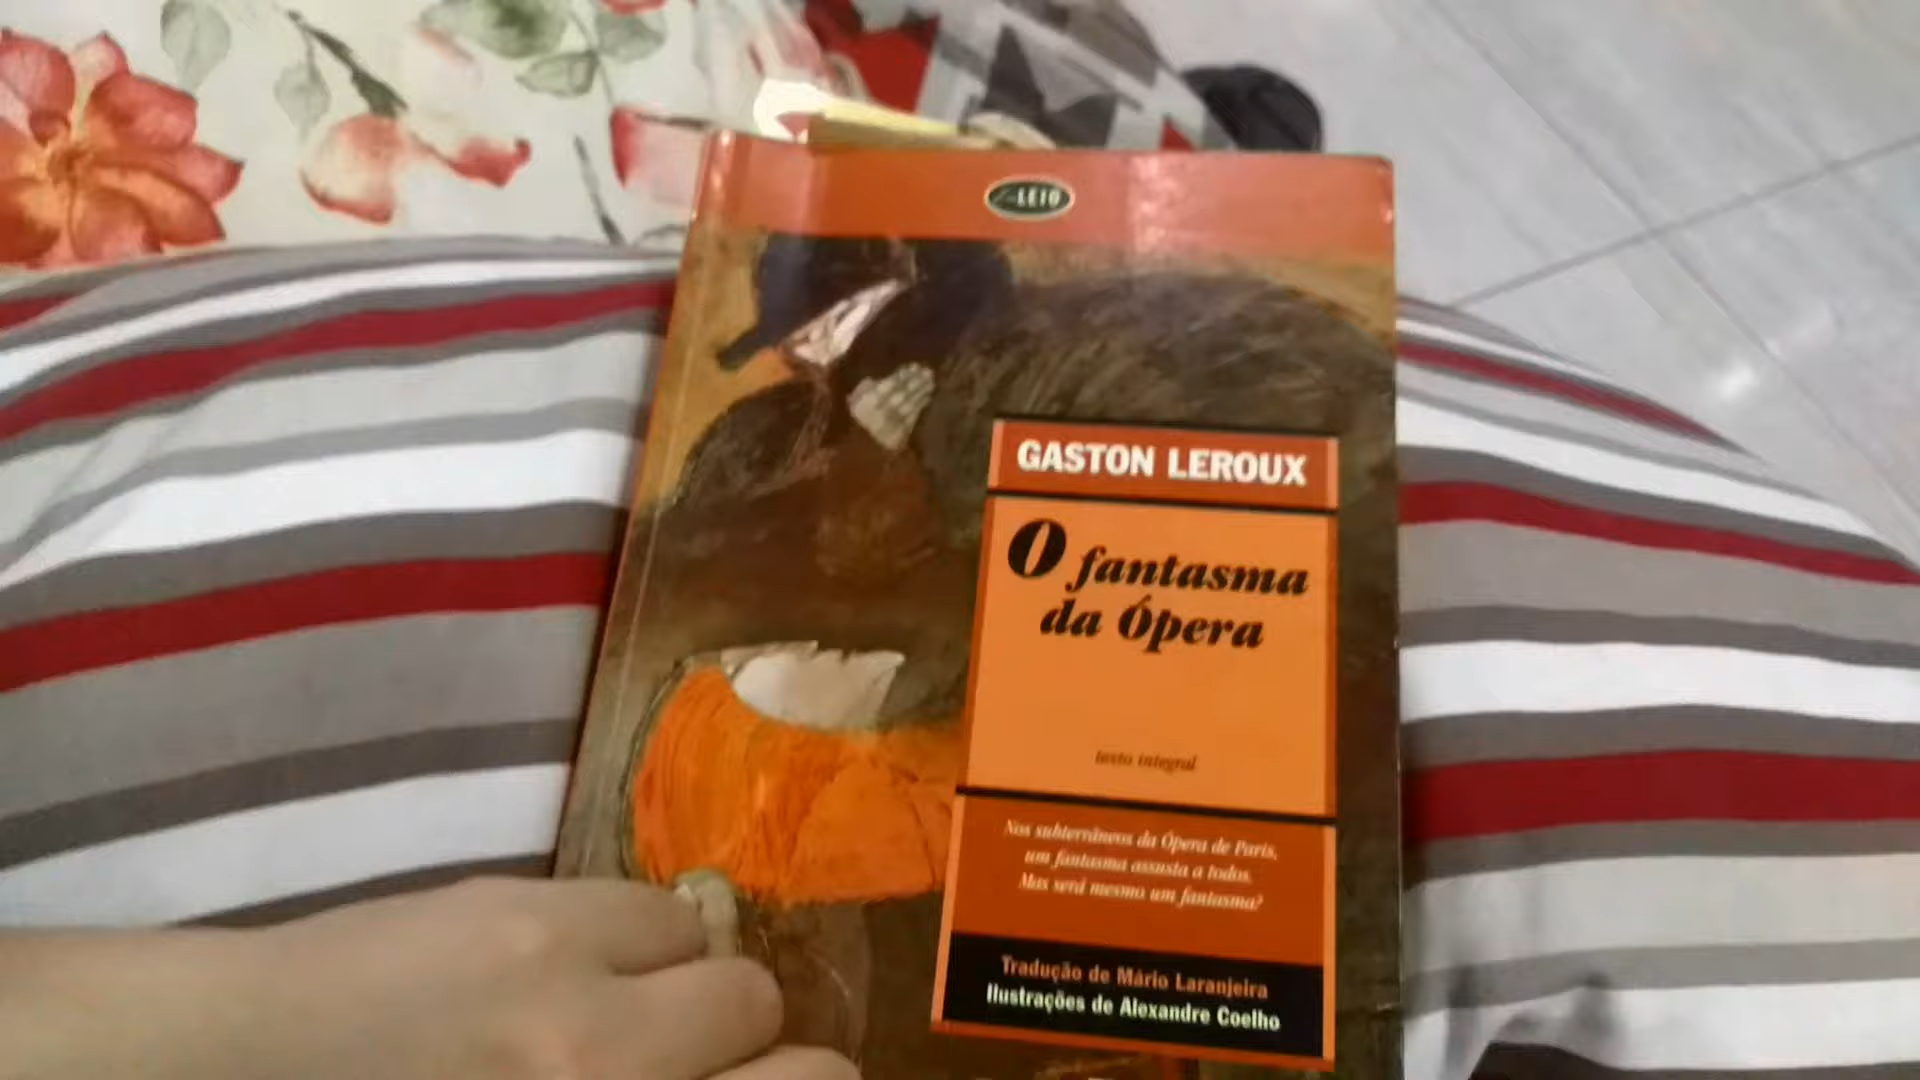 LEIO
GASTON LEROUX
O fantasma
da Ópera
texto integral
Nos subterrâneos da Ópera de Paris,
um fantasma assusta a todos.
Mas será mesmo um fantasma?
Tradução de Mário Laranjeira
Ilustrações de Alexandre Coelho